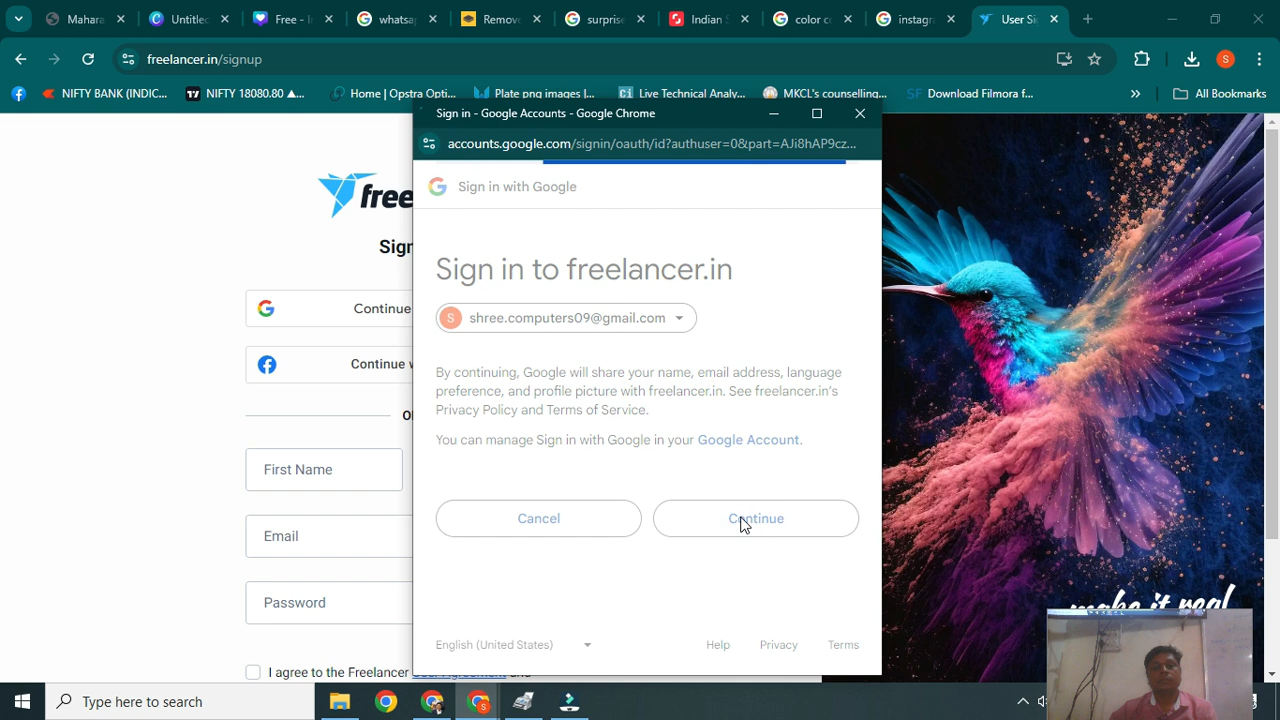 Mahara
Untitled
Free - I
whatsap
Remove
surprise
Indian S
color c
instagr
User Si
freelancer.in/signup
NIFTY BANK (INDIC...
NIFTY 18080.80 ▲...
Home | Opstra Opti...
Plate png images |...
Live Technical Analy...
MKCL's counselling...
Download Filmora f...
»
All Bookmarks
Sign in - Google Accounts - Google Chrome
accounts.google.com/signin/oauth/id?authuser=0&part=AJi8hAP9cz...
Sign in with Google
free
Sign
Sign in to freelancer.in
Continue
shree.computers09@gmail.com
Continue w
By continuing, Google will share your name, email address, language
preference, and profile picture with freelancer.in. See freelancer.in's
Privacy Policy and Terms of Service.
You can manage Sign in with Google in your Google Account.
First Name
Cancel
Continue
Email
Password
make it real
English (United States)
Help
Privacy
Terms
I agree to the Freelancer User Agreement and
Type here to search